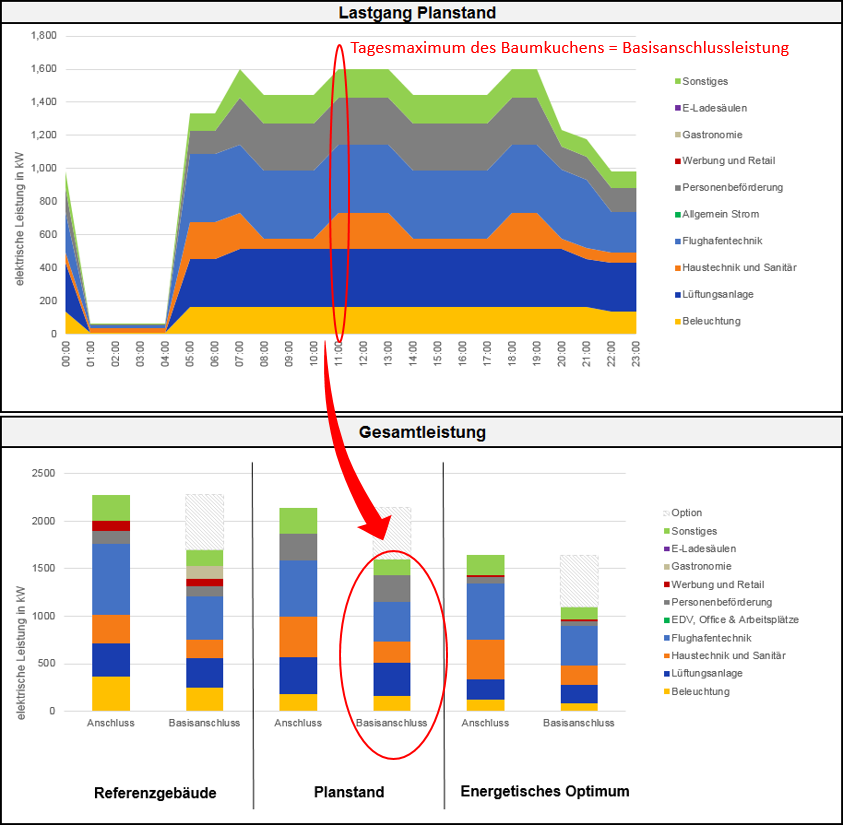 Lastgang Planstand
Tagesmaximum des Baumkuchens = Basisanschlussleistung
elektrische Leistung in kW
1,800
1,600
1,400
1,200
1,000
800
600
400
200
0
00:00 01:00 02:00 03:00 04:00 05:00 06:00 07:00 08:00 09:00 10:00 11:00 12:00 13:00 14:00 15:00 16:00 17:00 18:00 19:00 20:00 21:00 22:00 23:00
Sonstiges
E-Ladesäulen
Gastronomie
Werbung und Retail
Personenbeförderung
Allgemein Strom
Flughafentechnik
Haustechnik und Sanitär
Lüftungsanlage
Beleuchtung
Gesamtleistung
elektrische Leistung in kW
2500
2000
1500
1000
500
0
Anschluss Basisanschluss Anschluss Basisanschluss Anschluss Basisanschluss
Referenzgebäude Planstand Energetisches Optimum
Option
Sonstiges
E-Ladesäulen
Gastronomie
Werbung und Retail
Personenbeförderung
EDV, Office & Arbeitsplätze
Flughafentechnik
Haustechnik und Sanitär
Lüftungsanlage
Beleuchtung